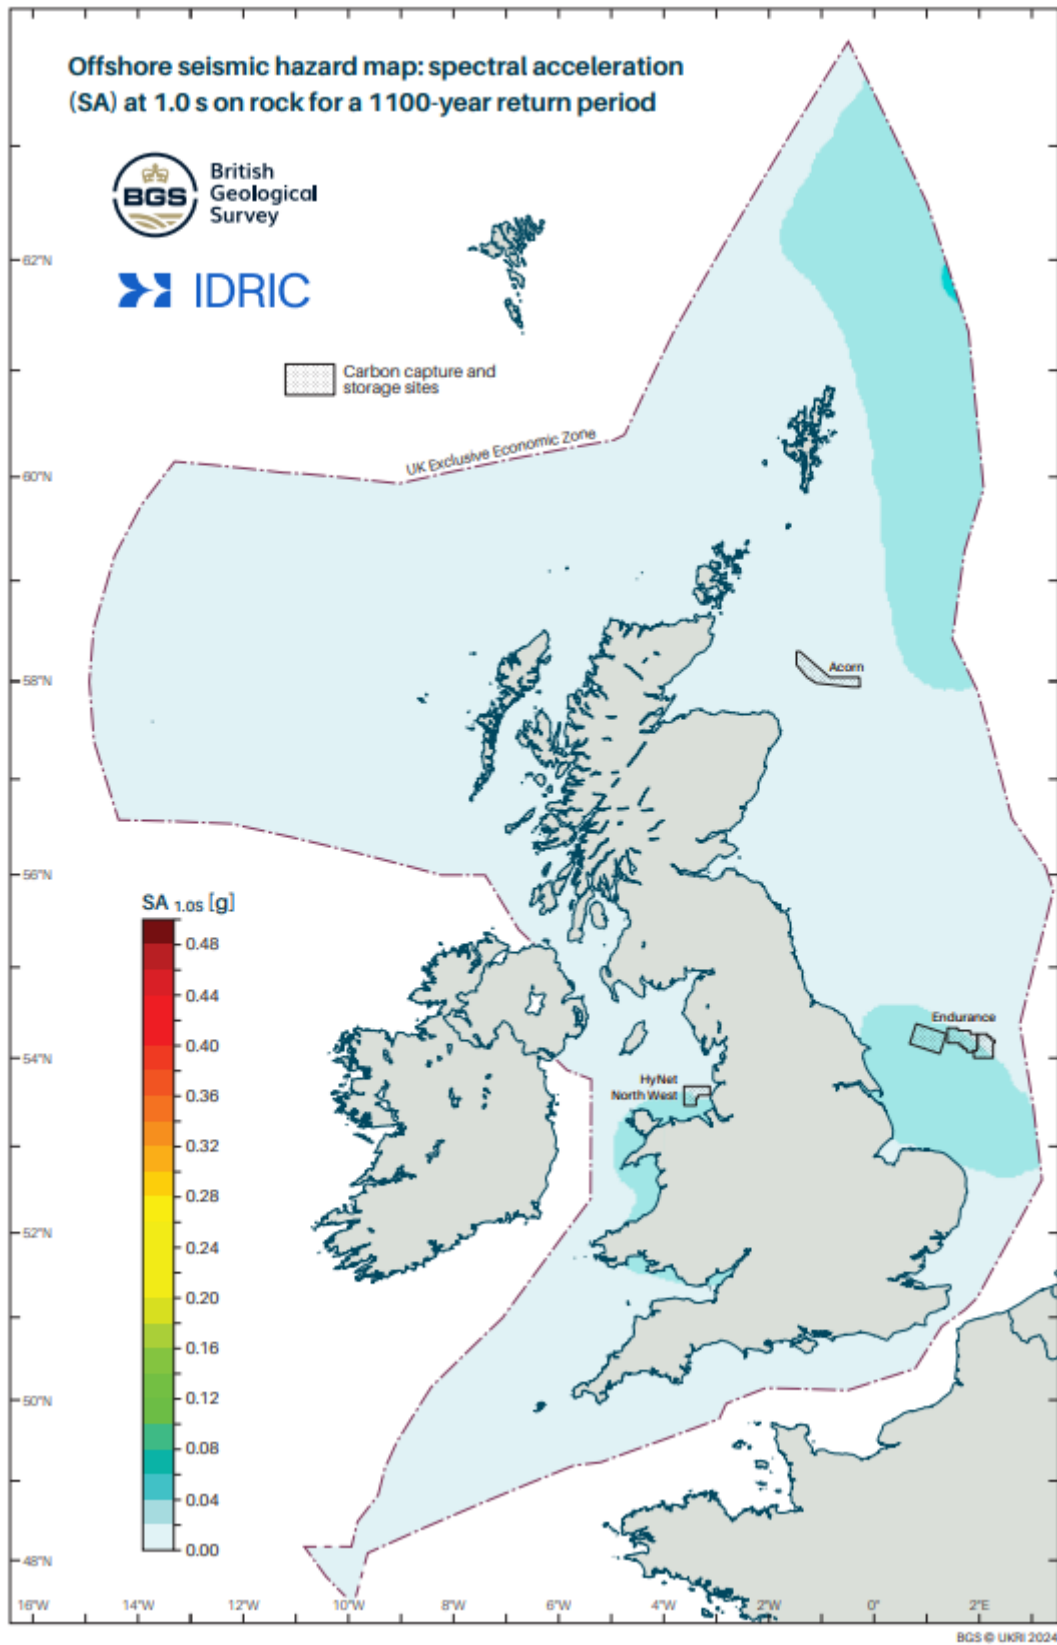 Offshore seismic hazard map: spectral acceleration
(SA) at 1.0 s on rock for a 1100-year return period
BGS
British
Geological
Survey
IDRIC
Carbon capture and
storage sites
UK Exclusive Economic Zone
62°N
60°N
58°N
56°N
54°N
52°N
50°N
48°N
Acorn
Endurance
HyNet
North West
SA 1.0S [g]
0.48
0.44
0.40
0.36
0.32
0.28
0.24
0.20
0.16
0.12
0.08
0.04
0.00
16°W 14°W 12°W 10°W 8°W 6°W 4°W 2°W 0° 2°E
BGS © UKRI 2024